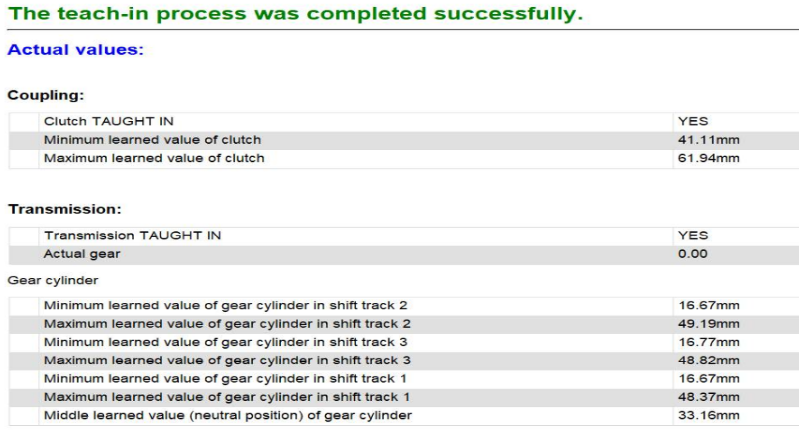 The teach-in process was completed successfully.
Actual values:
Coupling:
Clutch TAUGHT IN YES
Minimum learned value of clutch 41.11mm
Maximum learned value of clutch 61.94mm
Transmission:
Transmission TAUGHT IN YES
Actual gear 0.00
Gear cylinder
Minimum learned value of gear cylinder in shift track 2 16.67mm
Maximum learned value of gear cylinder in shift track 2 49.19mm
Minimum learned value of gear cylinder in shift track 3 16.77mm
Maximum learned value of gear cylinder in shift track 3 48.82mm
Minimum learned value of gear cylinder in shift track 1 16.67mm
Maximum learned value of gear cylinder in shift track 1 48.37mm
Middle learned value (neutral position) of gear cylinder 33.16mm